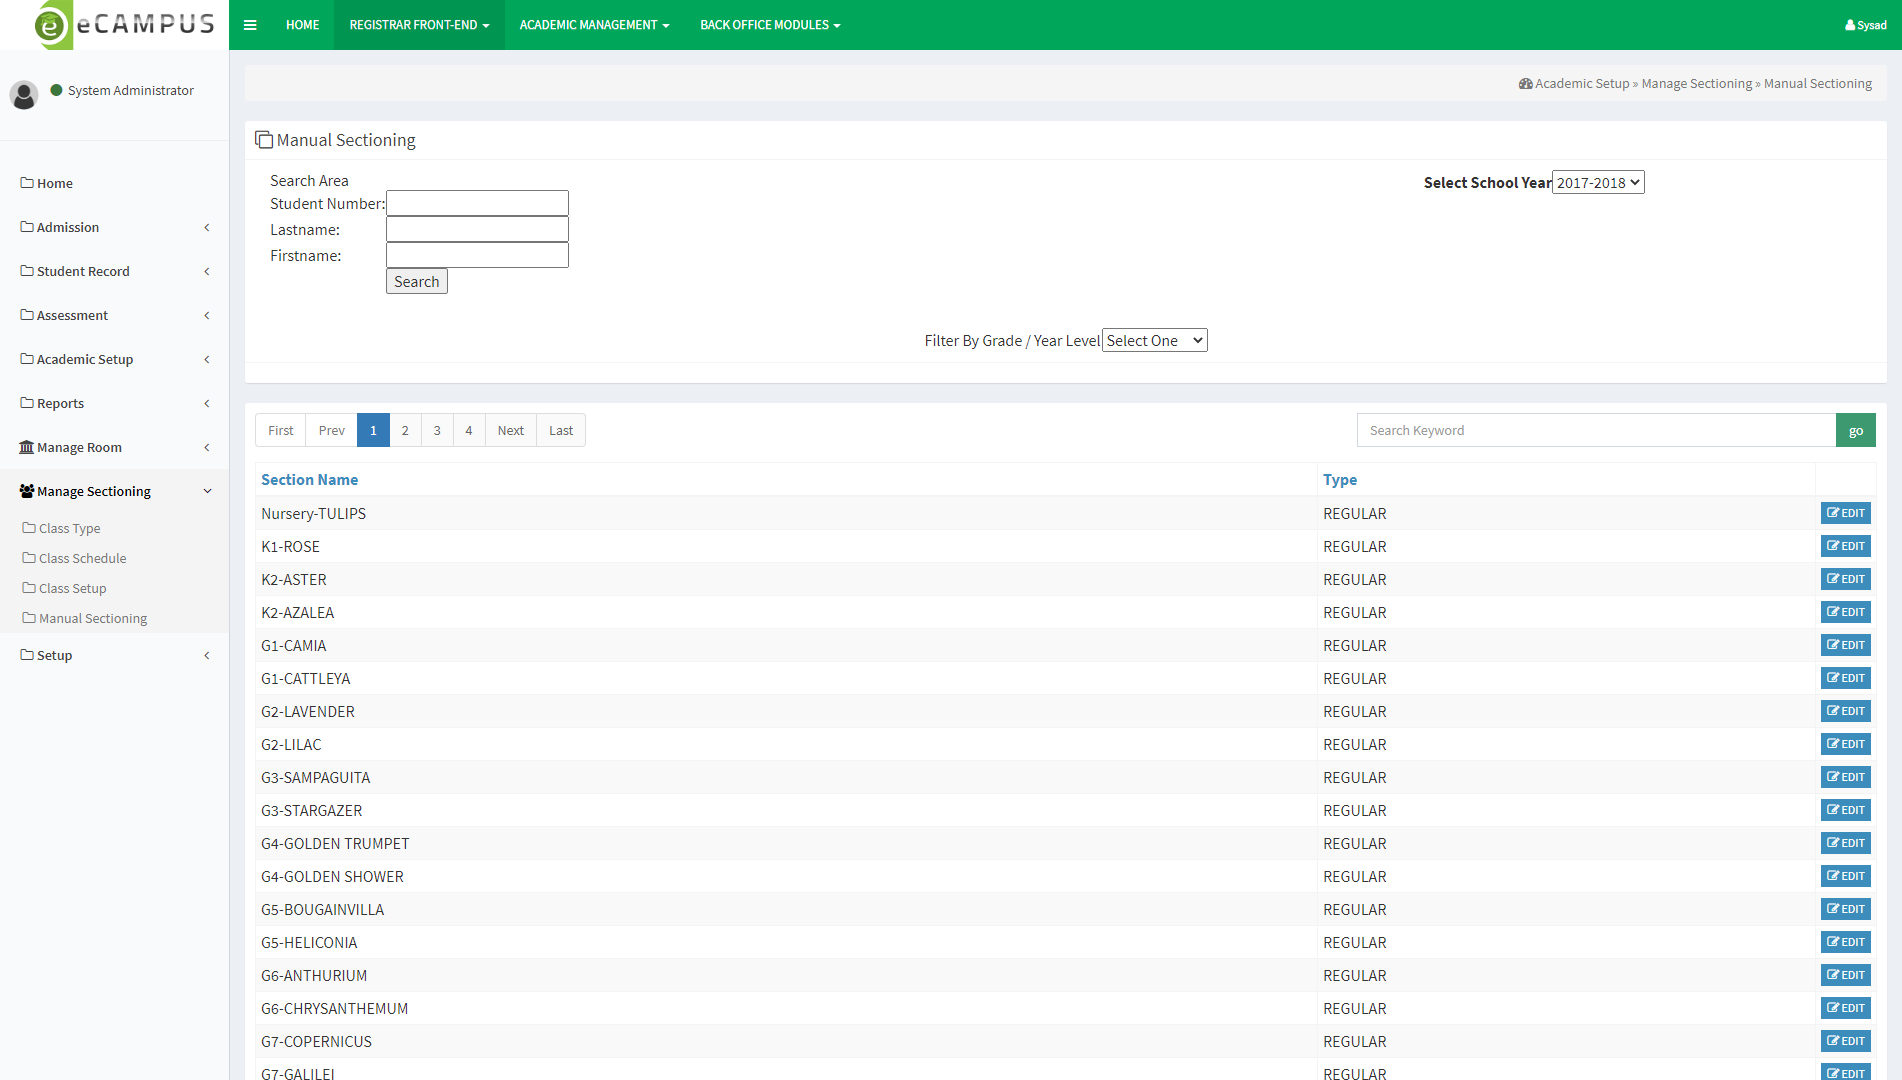 eCAMPUS
HOME
REGISTRAR FRONT-END
ACADEMIC MANAGEMENT
BACK OFFICE MODULES
Sysad
System Administrator
Home
Admission
Student Record
Assessment
Academic Setup
Reports
Manage Room
Manage Sectioning
Class Type
Class Schedule
Class Setup
Manual Sectioning
Setup
Academic Setup » Manage Sectioning » Manual Sectioning
Manual Sectioning
Search Area
Student Number:
Lastname:
Firstname:
Search
Select School Year 2017-2018
Filter By Grade / Year Level Select One
First Prev 1 2 3 4 Next Last
Search Keyword go
Section Name Type
Nursery-TULIPS REGULAR EDIT
K1-ROSE REGULAR EDIT
K2-ASTER REGULAR EDIT
K2-AZALEA REGULAR EDIT
G1-CAMIA REGULAR EDIT
G1-CATTLEYA REGULAR EDIT
G2-LAVENDER REGULAR EDIT
G2-LILAC REGULAR EDIT
G3-SAMPAGUITA REGULAR EDIT
G3-STARGAZER REGULAR EDIT
G4-GOLDEN TRUMPET REGULAR EDIT
G4-GOLDEN SHOWER REGULAR EDIT
G5-BOUGAINVILLA REGULAR EDIT
G5-HELICONIA REGULAR EDIT
G6-ANTHURIUM REGULAR EDIT
G6-CHRYSANTHEMUM REGULAR EDIT
G7-COPERNICUS REGULAR EDIT
G7-GALILEI REGULAR EDIT